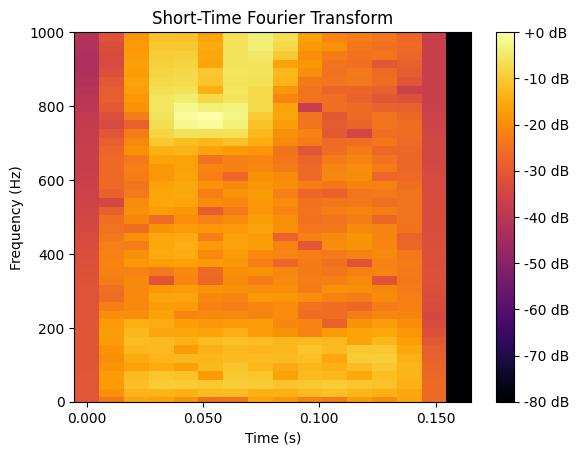 Short-Time Fourier Transform
1000
800
600
400
200
0
Frequency (Hz)
0.000
0.050
0.100
0.150
Time (s)
+0 dB
-10 dB
-20 dB
-30 dB
-40 dB
-50 dB
-60 dB
-70 dB
-80 dB